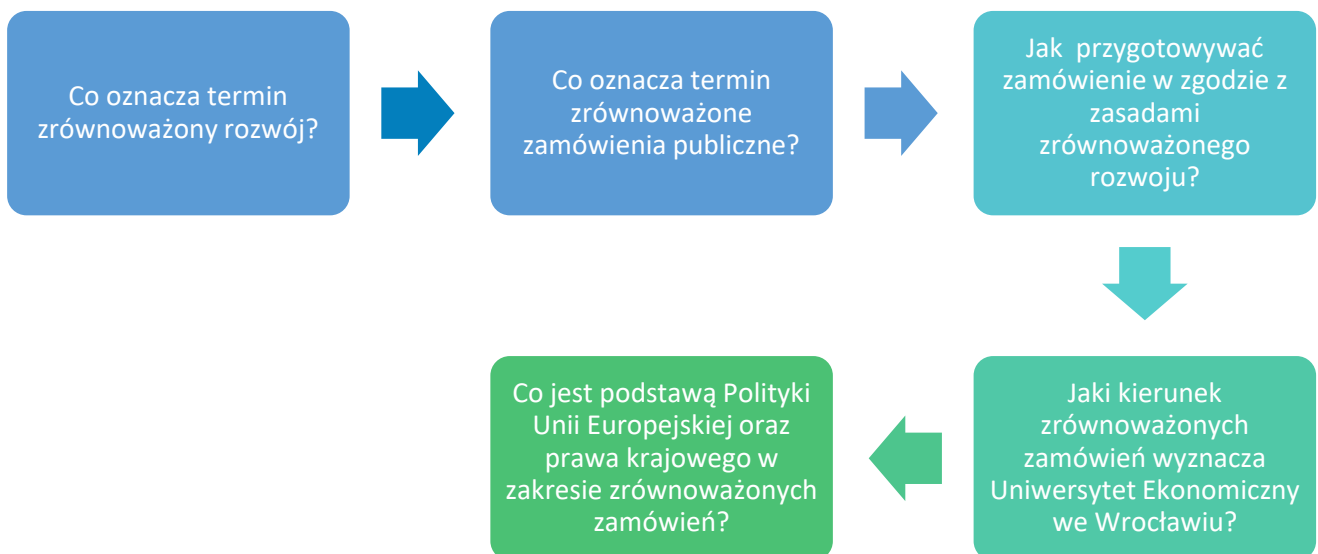 Co oznacza termin
zrównoważony rozwój?
Co oznacza termin
zrównoważone
zamówienia publiczne?
Jak przygotowywać
zamówienie w zgodzie z
zasadami
zrównoważonego
rozwoju?
Jaki kierunek
zrównoważonych
zamówień wyznacza
Uniwersytet Ekonomiczny
we Wrocławiu?
Co jest podstawą Polityki
Unii Europejskiej oraz
prawa krajowego w
zakresie zrównoważonych
zamówień?